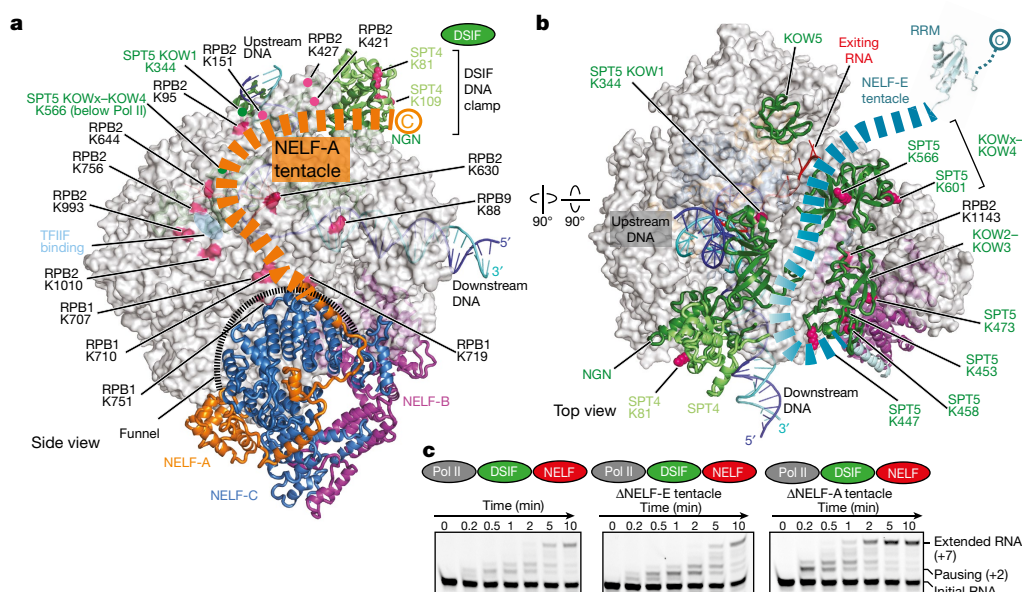 a
SPT5 KOW1
K344
RPB2
K151
Upstream
DNA
RPB2
K427
RPB2
K421
DSIF
SPT4
K81
DSIF
DNA
clamp
SPT4
K109
RPB2
K95
SPT5 KOWx–KOW4
K566 (below Pol II)
C
NGN
RPB2
K644
NELF-A
tentacle
RPB2
K756
RPB2
K630
RPB2
K993
RPB9
K88
TFIIF
binding
5′
3′
RPB2
K1010
Downstream
DNA
RPB1
K707
RPB1
K710
RPB1
K719
RPB1
K751
NELF-B
Funnel
Side view
NELF-A
NELF-C
90°
90°
b
KOW5
Exiting
RNA
RRM
C
SPT5 KOW1
K344
NELF-E
tentacle
KOWx–
KOW4
SPT5
K566
SPT5
K601
RPB2
K1143
Upstream
DNA
KOW2–
KOW3
SPT5
K473
SPT5
K453
NGN
SPT4
K81
SPT4
Downstream
DNA
SPT5
K458
SPT5
K447
Top view
3′
5′
c
Pol II DSIF NELF Pol II DSIF NELF Pol II DSIF NELF
ΔNELF-E tentacle ΔNELF-A tentacle
Time (min) Time (min) Time (min)
0 0.2 0.5 1 2 5 10 0 0.2 0.5 1 2 5 10 0 0.2 0.5 1 2 5 10
Extended RNA
(+7)
Pausing (+2)
Initial RNA